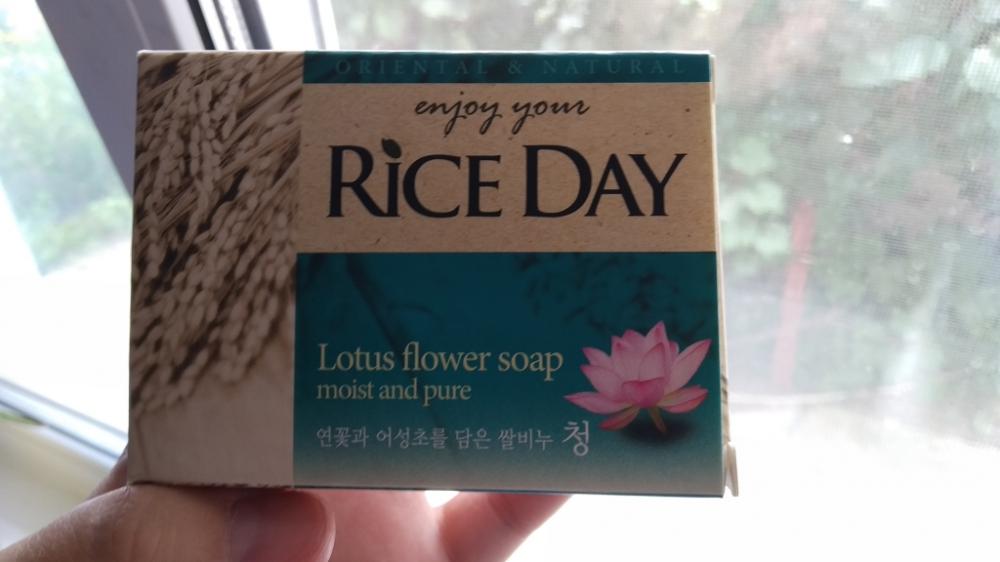 ORIENTAL & NATURAL
enjoy your
RiCE DAY
Lotus flower soap
moist and pure
연꽃과 어성초를 담은 쌀비누 청